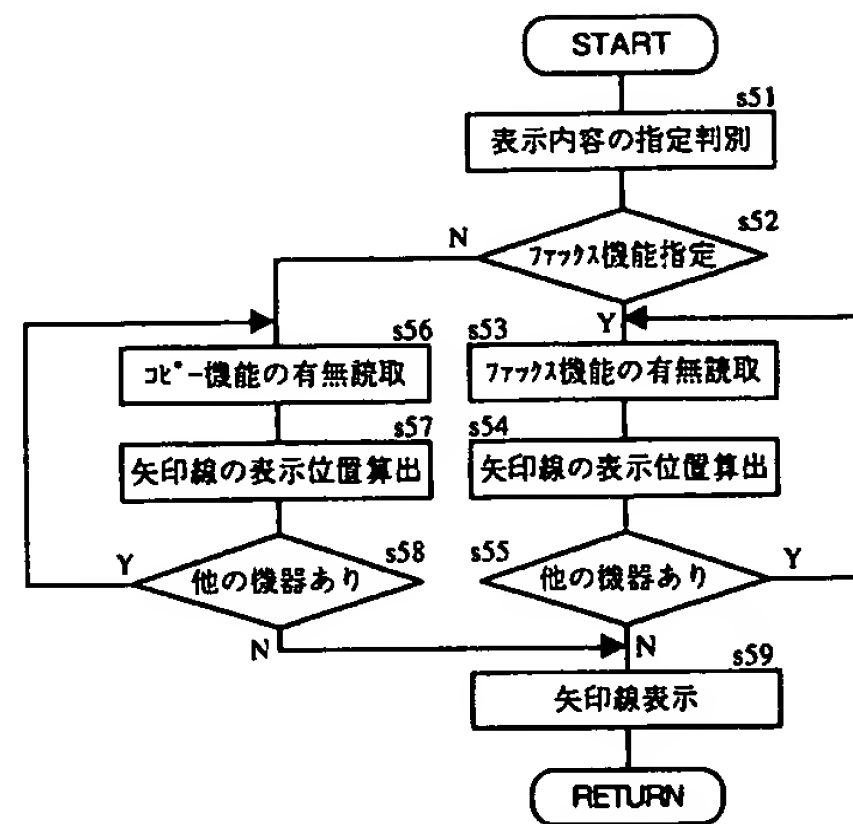 START
s51
表示内容の指定判別
s52
ファックス機能指定
N
Y
s56
コピー機能の有無読取
s53
ファックス機能の有無読取
s57
矢印線の表示位置算出
s54
矢印線の表示位置算出
Y
s58
他の機器あり
s55
他の機器あり
Y
N
N
s59
矢印線表示
RETURN